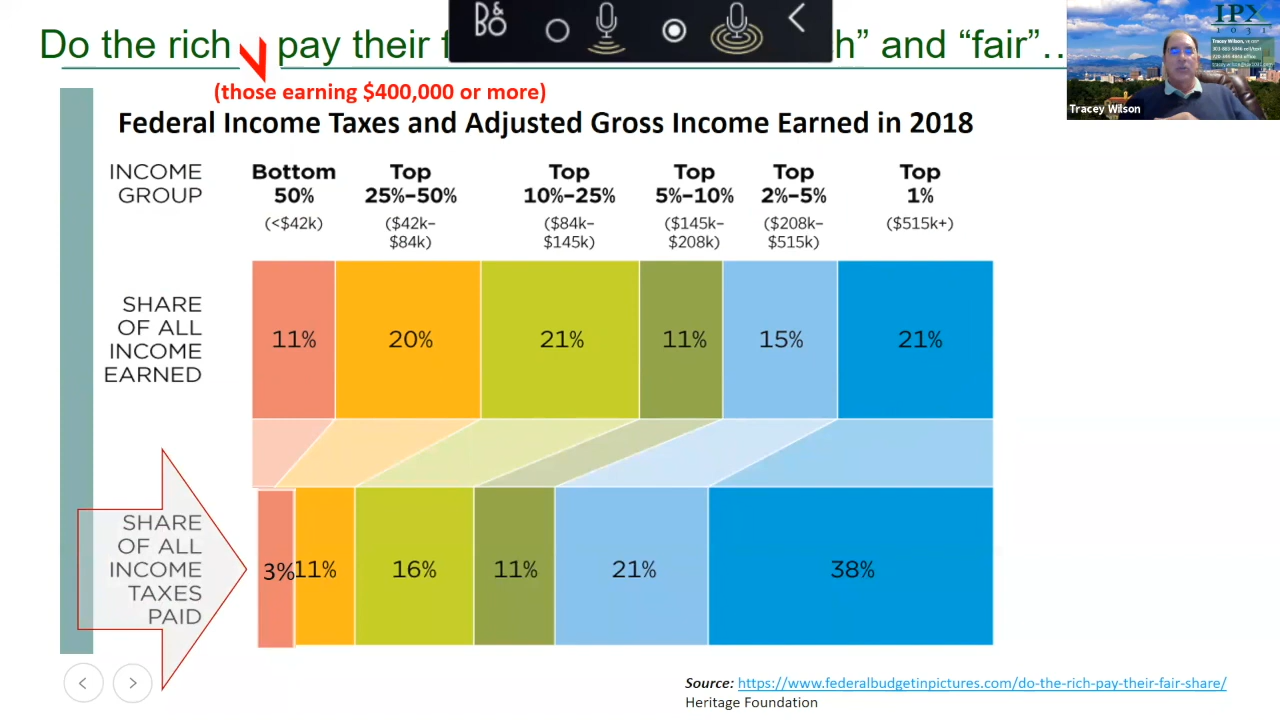 Do the rich pay their f h” and “fair”…
(those earning $400,000 or more)
B&O
IPX
1031
Tracey Wilson
Tracey Wilson
Federal Income Taxes and Adjusted Gross Income Earned in 2018
INCOME
GROUP
Bottom
50%
(<$42k)
Top
25%–50%
($42k–
$84k)
Top
10%–25%
($84k–
$145k)
Top
5%–10%
($145k–
$208k)
Top
2%–5%
($208k–
$515k)
Top
1%
($515k+)
SHARE
OF ALL
INCOME
EARNED
11% 20% 21% 11% 15% 21%
SHARE
OF ALL
INCOME
TAXES
PAID
3% 11% 16% 11% 21% 38%
Source: https://www.federalbudgetinpictures.com/do-the-rich-pay-their-fair-share/
Heritage Foundation